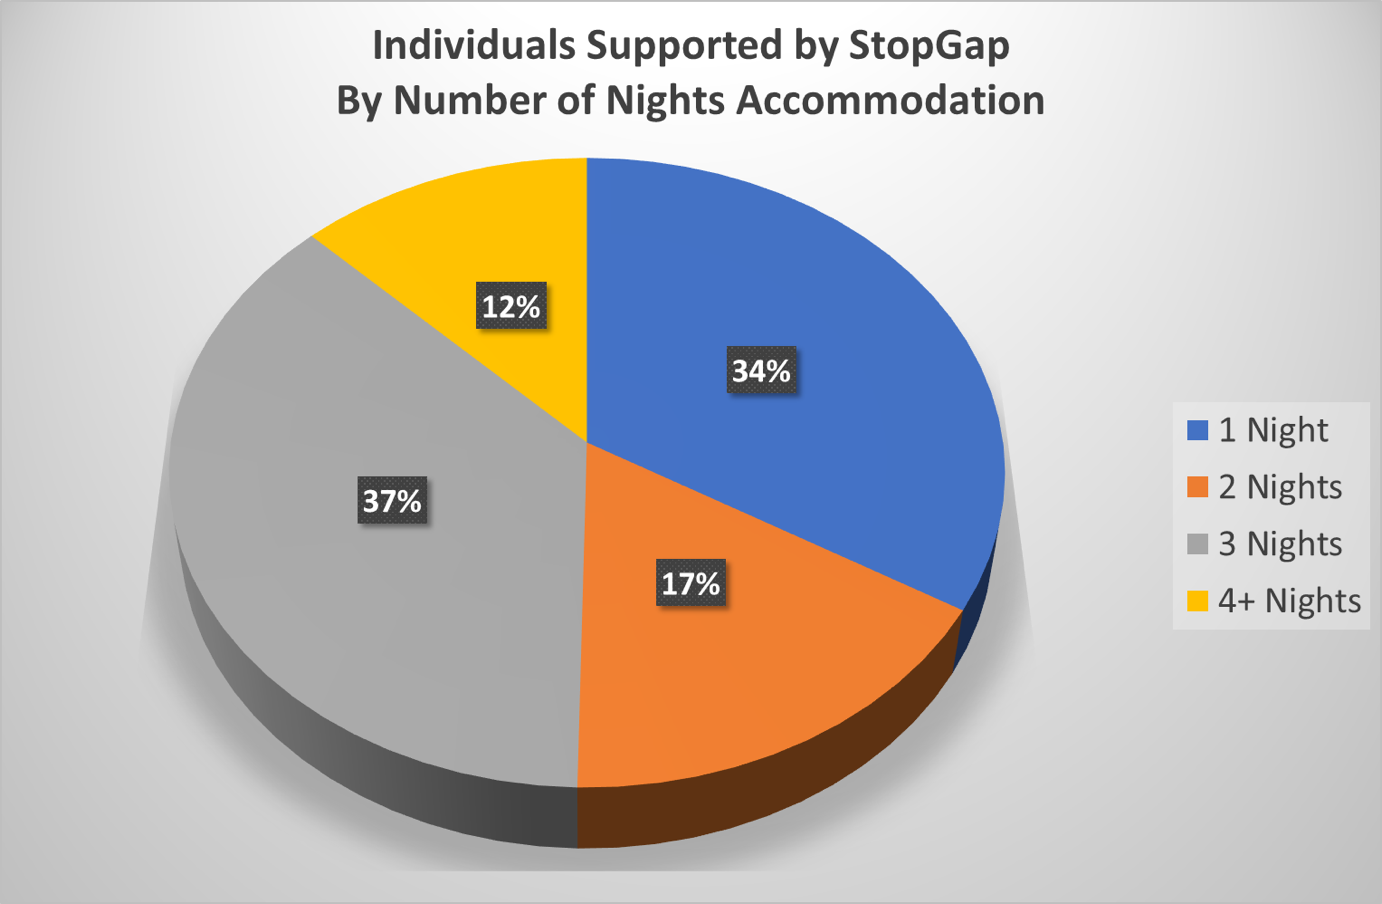 Individuals Supported by StopGap
By Number of Nights Accommodation
12%
34%
37%
17%
1 Night
2 Nights
3 Nights
4+ Nights